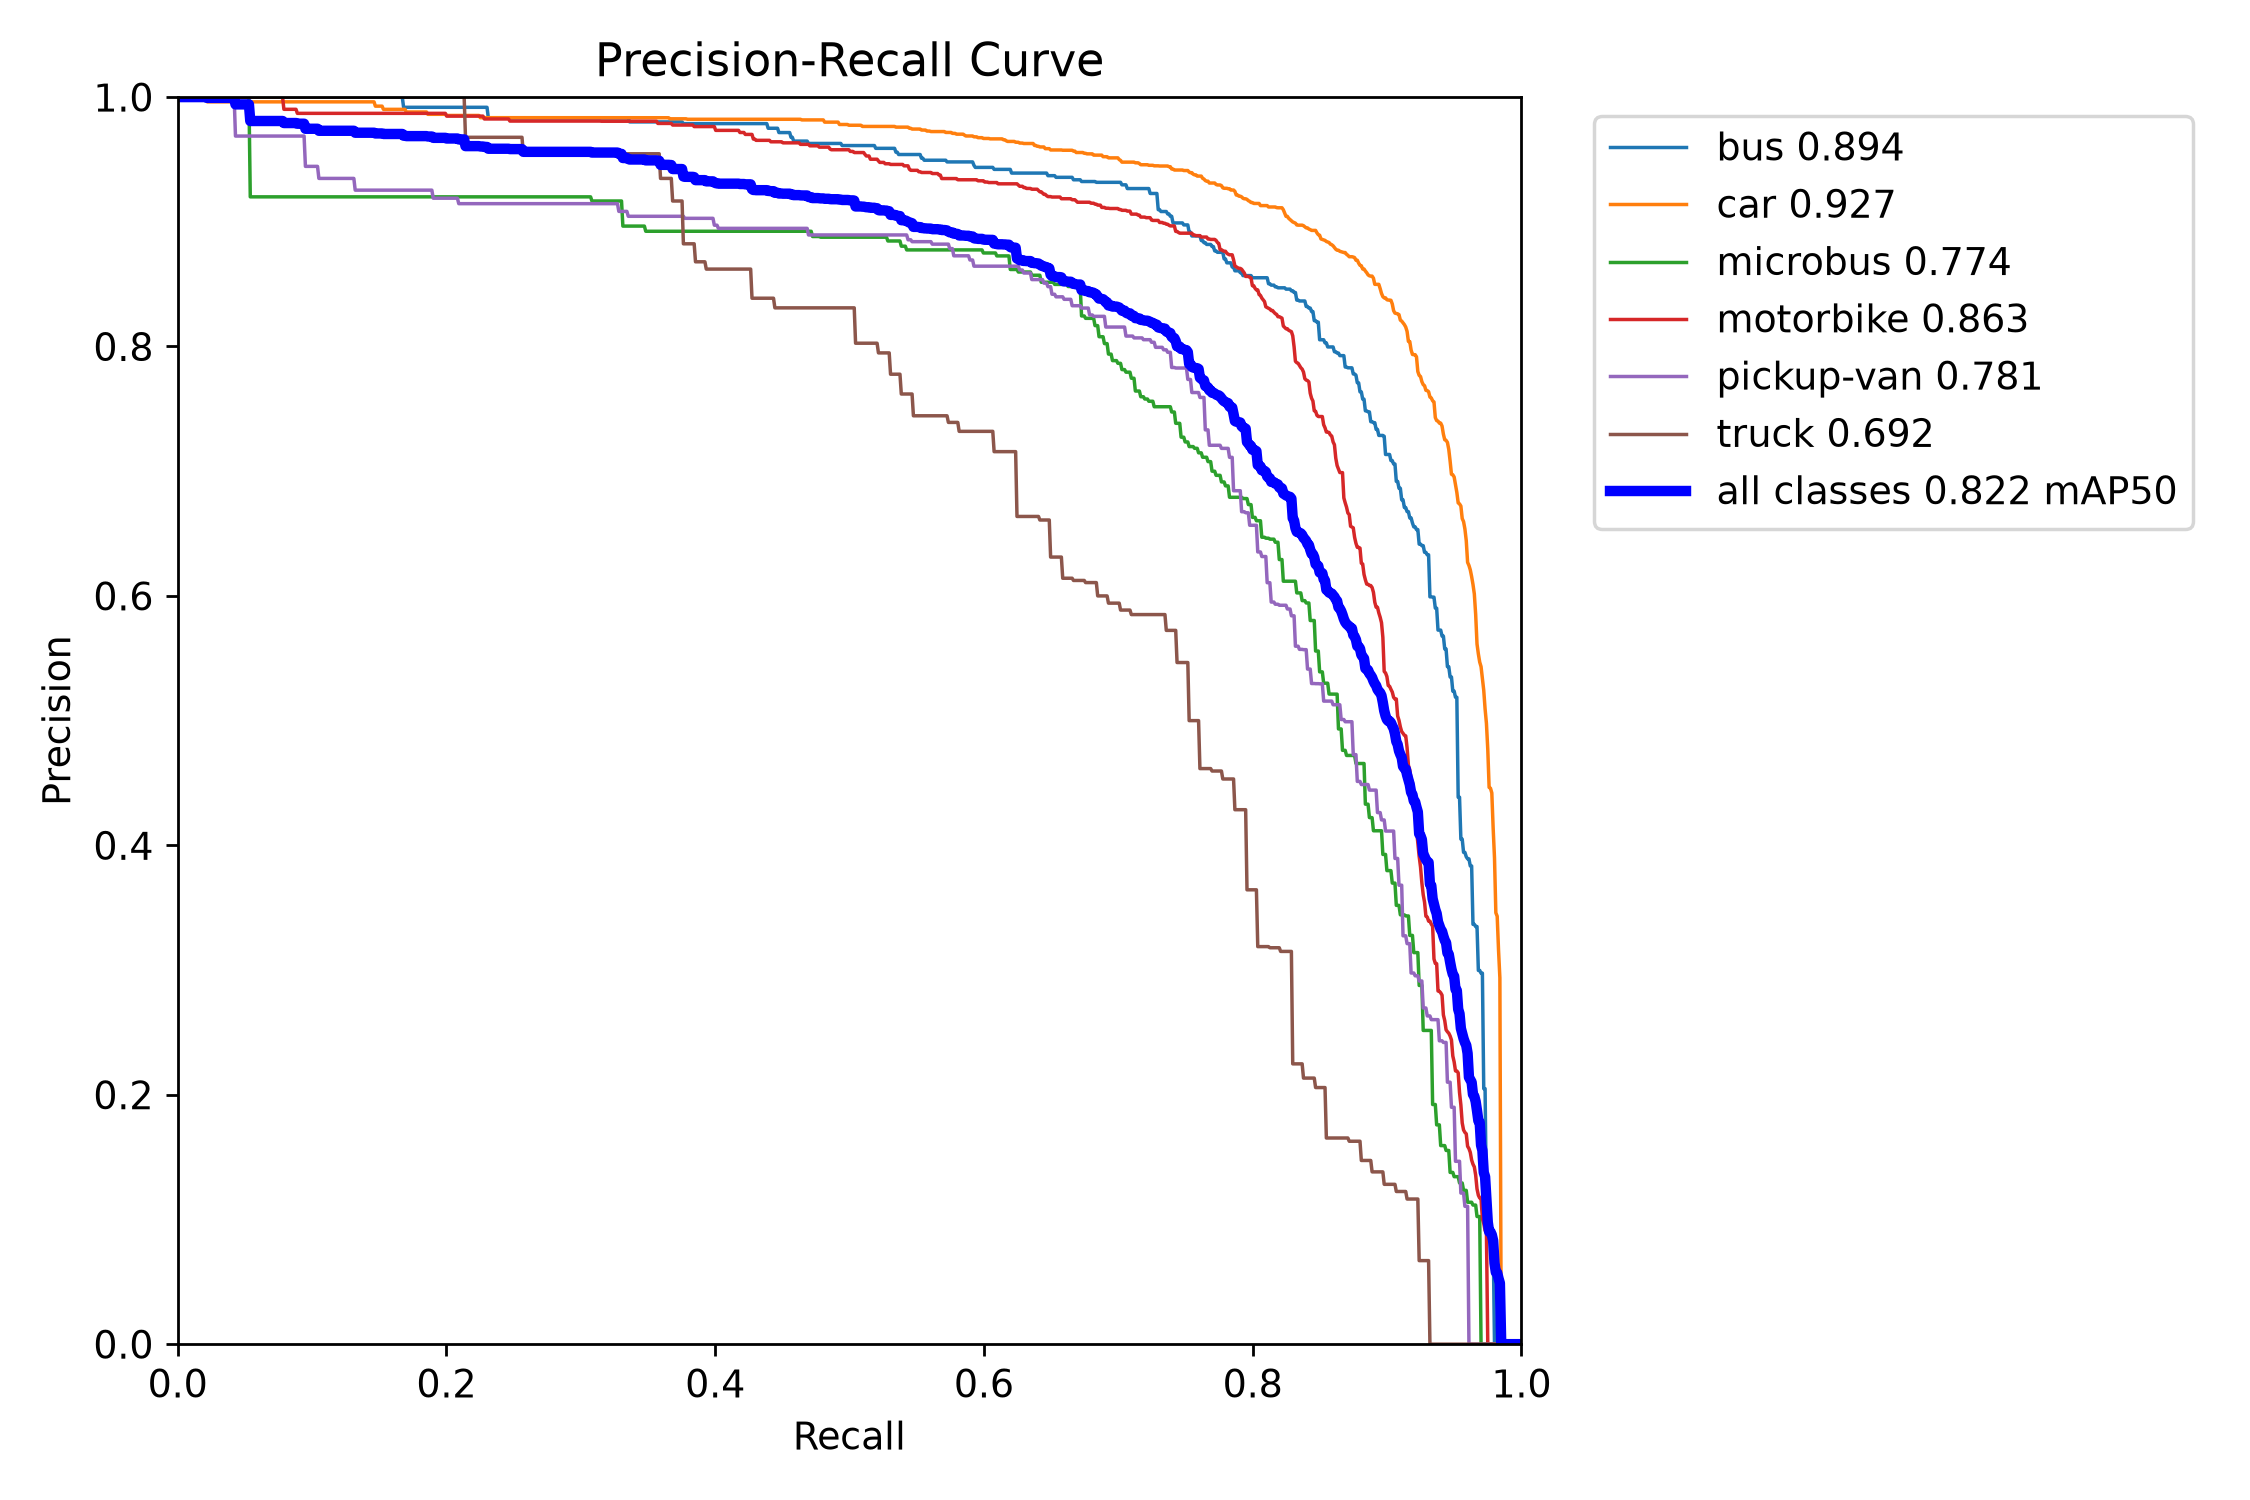 Precision-Recall Curve
1.0
0.8
0.6
0.4
0.2
0.0
Precision
0.0 0.2 0.4 0.6 0.8 1.0
Recall
bus 0.894
car 0.927
microbus 0.774
motorbike 0.863
pickup-van 0.781
truck 0.692
all classes 0.822 mAP50